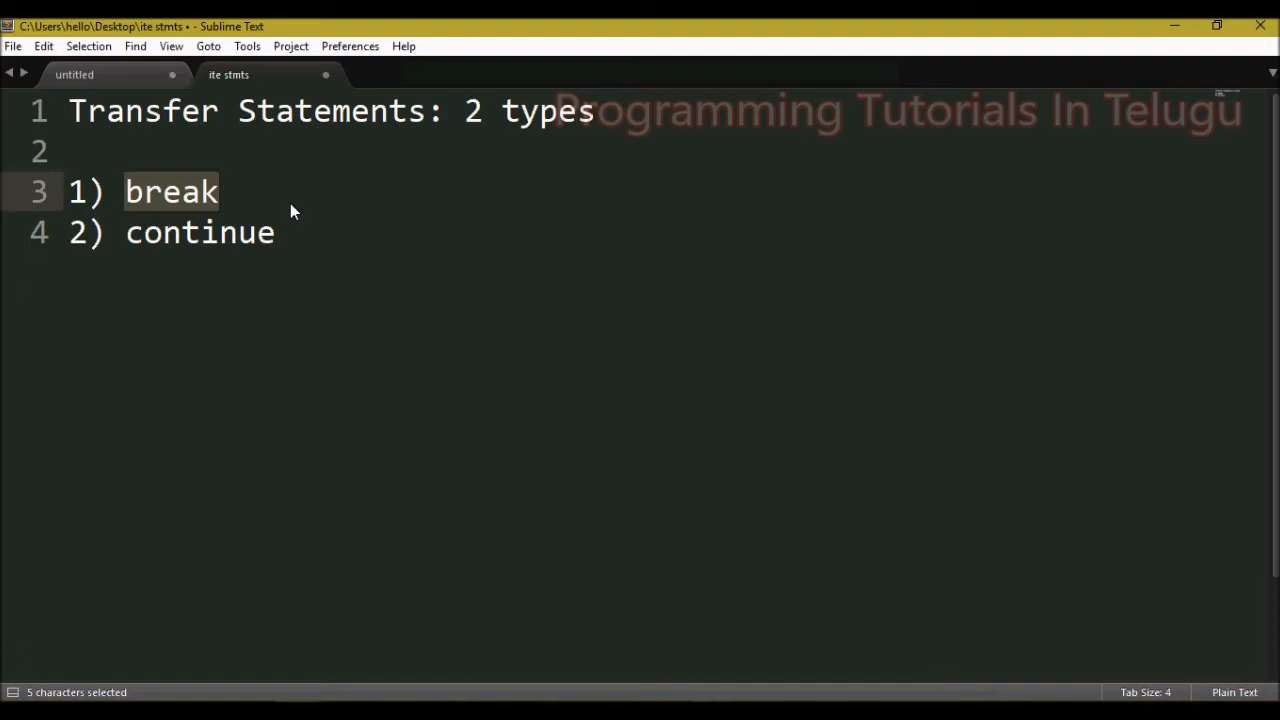 C:\Users\hello\Desktop\ite stmts • - Sublime Text
File Edit Selection Find View Goto Tools Project Preferences Help
untitled ite stmts
1 Transfer Statements: 2 types
Programming Tutorials In Telugu
2
3 1) break
4 2) continue
5 characters selected Tab Size: 4 Plain Text